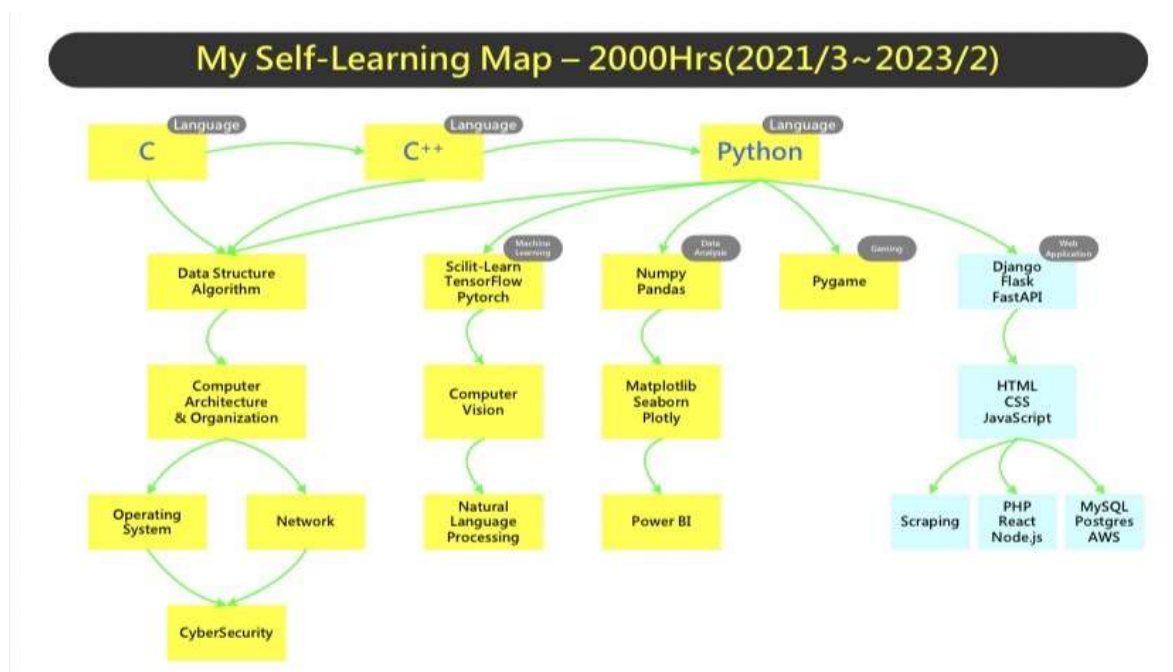 My Self-Learning Map – 2000Hrs(2021/3~2023/2)
Language
C
Language
C++
Language
Python
Data Structure
Algorithm
Machine
Learning
Scilit-Learn
TensorFlow
Pytorch
Data
Analysis
Numpy
Pandas
Gaming
Pygame
Web
Application
Django
Flask
FastAPI
Computer
Architecture
& Organization
Computer
Vision
Matplotlib
Seaborn
Plotly
HTML
CSS
JavaScript
Operating
System
Network
Natural
Language
Processing
Power BI
Scraping
PHP
React
Node.js
MySQL
Postgres
AWS
CyberSecurity